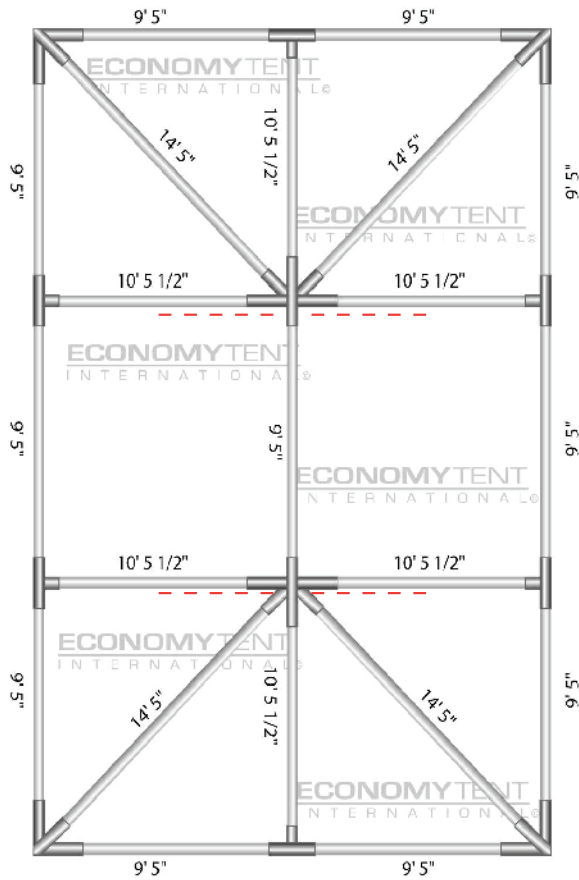 9' 5"
9' 5"
ECONOMYTENT
INTERNATIONAL©
10' 5 1/2"
14' 5"
14' 5"
9' 5"
9' 5"
ECONOMYTENT
INTERNATIONAL©
10' 5 1/2"
10' 5 1/2"
ECONOMYTENT
INTERNATIONAL©
9' 5"
9' 5"
9' 5"
ECONOMYTENT
INTERNATIONAL©
10' 5 1/2"
10' 5 1/2"
ECONOMYTENT
INTERNATIONAL©
9' 5"
10' 5 1/2"
9' 5"
14' 5"
14' 5"
ECONOMYTENT
INTERNATIONAL©
9' 5"
9' 5"